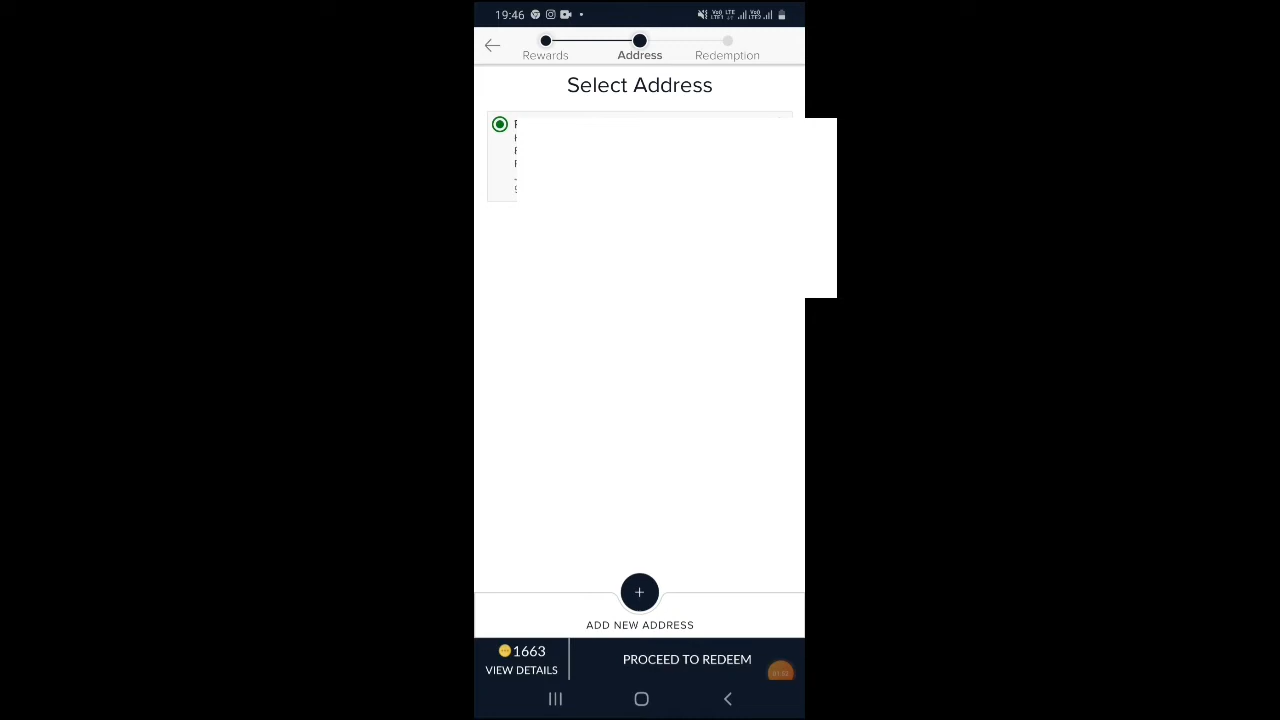 19:46
Rewards
Address
Redemption
Select Address
ADD NEW ADDRESS
1663
VIEW DETAILS
PROCEED TO REDEEM